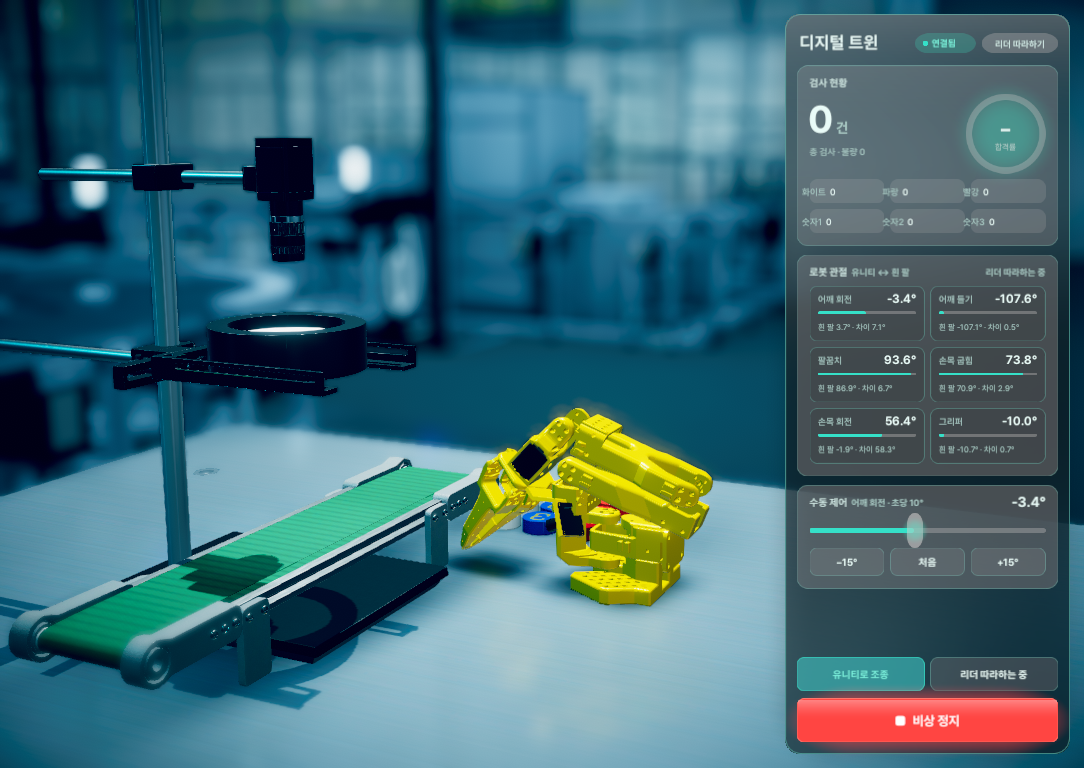 디지털 트윈
연결됨
리더 따라하기
검사 현황
0 건
총 검사 · 불량 0
–
합격률
화이트 0
파랑 0
빨강 0
숫자1 0
숫자2 0
숫자3 0
로봇 관절 유니티 ↔ 흰 팔
리더 따라하는 중
어깨 회전 -3.4°
흰 팔 3.7° · 차이 7.1°
어깨 들기 -107.6°
흰 팔 -107.1° · 차이 0.5°
팔꿈치 93.6°
흰 팔 86.9° · 차이 6.7°
손목 굽힘 73.8°
흰 팔 70.9° · 차이 2.9°
손목 회전 56.4°
흰 팔 -1.9° · 차이 58.3°
그리퍼 -10.0°
흰 팔 -10.7° · 차이 0.7°
수동 제어 어깨 회전 · 초당 10°
-3.4°
-15°
처음
+15°
유니티로 조종
리더 따라하는 중
비상 정지